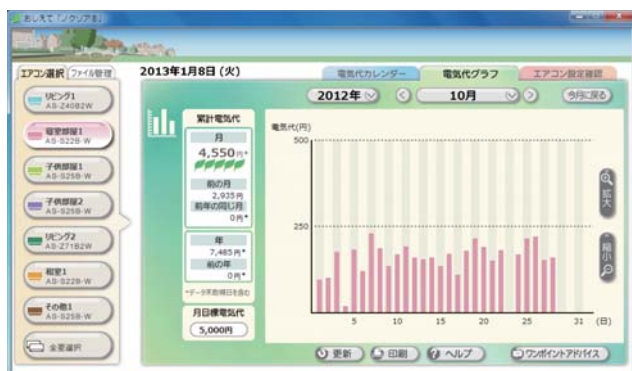 おしえて「ノクリア®」
エアコン選択
ファイル管理
2013年1月8日 (火)
電気代カレンダー
電気代グラフ
エアコン設定確認
リビング1
AS-Z40B2W
寝室部屋1
AS-S22B-W
子供部屋1
AS-S25B-W
子供部屋2
AS-S25B-W
リビング2
AS-Z71B2W
和室1
AS-S22B-W
その他1
AS-S25B-W
全要選択
2012年
10月
今月に戻る
累計電気代
月
4,550円*
前の月
2,935円
前年の同じ月
0円*
年
7,485円*
前の年
0円*
*データ未取得日を含む
月目標電気代
5,000円
電気代(円)
500
250
5 10 15 20 25 31 (日)
拡大
縮小
更新
印刷
ヘルプ
ワンポイントアドバイス